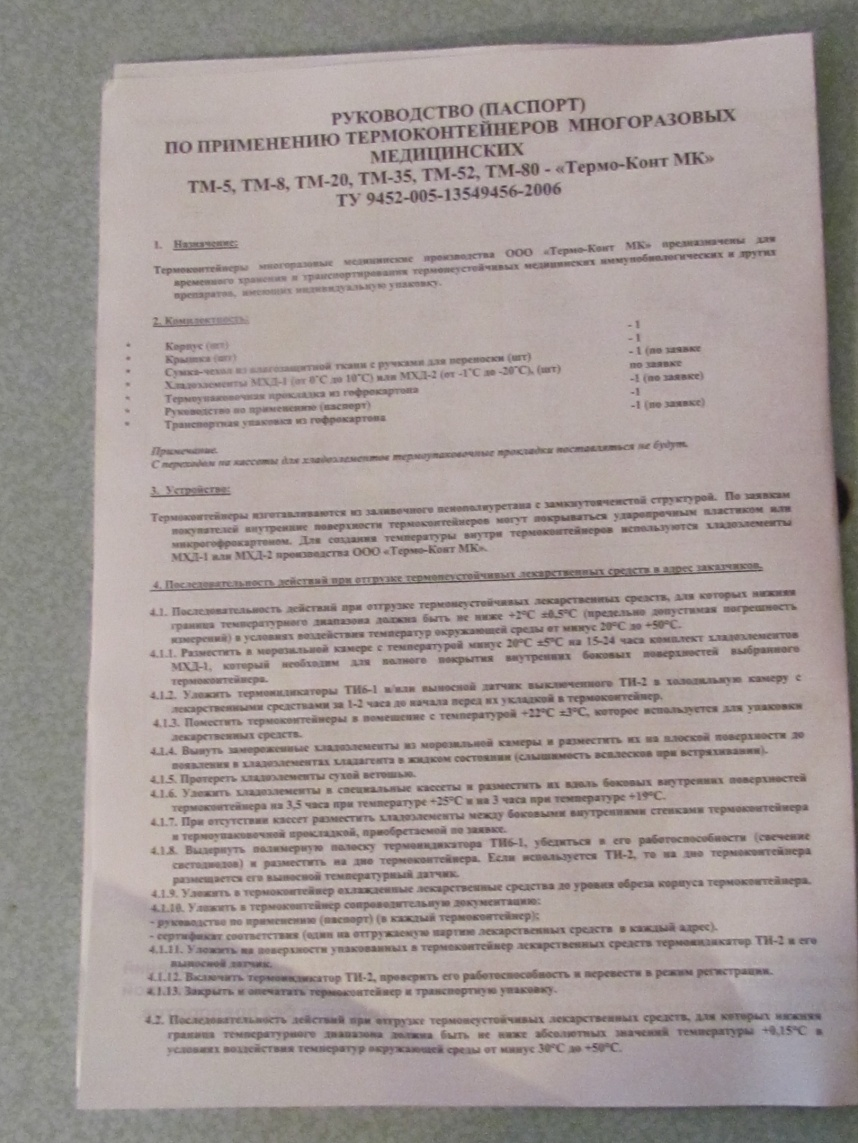 РУКОВОДСТВО (ПАСПОРТ)
ПО ПРИМЕНЕНИЮ ТЕРМОКОНТЕЙНЕРОВ МНОГОРАЗОВЫХ
МЕДИЦИНСКИХ
ТМ-5, ТМ-8, ТМ-20, ТМ-35, ТМ-52, ТМ-80 - «Термо-Конт МК»
ТУ 9452-005-13549456-2006
1. Назначение:
Термоконтейнеры многоразовые медицинские производства ООО «Термо-Конт МК» предназначены для
временного хранения и транспортирования термонеустойчивых медицинских иммунобиологических и других
препаратов, имеющих индивидуальную упаковку.
2. Комплектность:
• Корпус (шт) - 1
• Крышка (шт) - 1
• Сумка-чехол из влагозащитной ткани с ручками для переноски (шт) - 1 (по заявке
• Хладоэлементы МХД-1 (от 0˚С до 10˚С) или МХД-2 (от -1˚С до -20˚С), (шт) по заявке
• Термоупаковочная прокладка из гофрокартона -1 (по заявке)
• Руководство по применению (паспорт) -1
• Транспортная упаковка из гофрокартона -1 (по заявке)
Примечание.
С переходом на кассеты для хладоэлементов термоупаковочные прокладки поставляться не будут.
3. Устройство:
Термоконтейнеры изготавливаются из заливочного пенополиуретана с замкнутоячеистой структурой. По заявкам
покупателей внутренние поверхности термоконтейнеров могут покрываться ударопрочным пластиком или
микрогофрокартоном. Для создания температуры внутри термоконтейнеров используются хладоэлементы
МХД-1 или МХД-2 производства ООО «Термо-Конт МК».
4. Последовательность действий при отгрузке термонеустойчивых лекарственных средств в адрес заказчиков.
4.1. Последовательность действий при отгрузке термонеустойчивых лекарственных средств, для которых нижняя
граница температурного диапазона должна быть не ниже +2°С ±0,5°С (предельно допустимая погрешность
измерений) в условиях воздействия температур окружающей среды от минус 20°С до +50°С.
4.1.1. Разместить в морозильной камере с температурой минус 20°С ±5°С на 15-24 часа комплект хладоэлементов
МХД-1, который необходим для полного покрытия внутренних боковых поверхностей выбранного
термоконтейнера.
4.1.2. Уложить термоиндикаторы ТИ6-1 и/или выносной датчик выключенного ТИ-2 в холодильную камеру с
лекарственными средствами за 1-2 часа до начала перед их укладкой в термоконтейнер.
4.1.3. Поместить термоконтейнеры в помещение с температурой +22°С ±3°С, которое используется для упаковки
лекарственных средств.
4.1.4. Вынуть замороженные хладоэлементы из морозильной камеры и разместить их на плоской поверхности до
появления в хладоэлементах хладагента в жидком состоянии (слышимость всплесков при встряхивании).
4.1.5. Протереть хладоэлементы сухой ветошью.
4.1.6. Уложить хладоэлементы в специальные кассеты и разместить их вдоль боковых внутренних поверхностей
термоконтейнера на 3,5 часа при температуре +25°С и на 3 часа при температуре +19°С.
4.1.7. При отсутствии кассет разместить хладоэлементы между боковыми внутренними стенками термоконтейнера
и термоупаковочной прокладкой, приобретаемой по заявке.
4.1.8. Выдернуть полимерную полоску термоиндикатора ТИ6-1, убедиться в его работоспособности (свечение
светодиодов) и разместить на дно термоконтейнера. Если используется ТИ-2, то на дно термоконтейнера
размещается его выносной температурный датчик.
4.1.9. Уложить в термоконтейнер охлажденные лекарственные средства до уровня обреза корпуса термоконтейнера.
4.1.10. Уложить в термоконтейнер сопроводительную документацию:
- руководство по применению (паспорт) (в каждый термоконтейнер);
- сертификат соответствия (один на отгружаемую партию лекарственных средств в каждый адрес).
4.1.11. Уложить на поверхности упакованных в термоконтейнер лекарственных средств термоиндикатор ТИ-2 и его
выносной датчик.
4.1.12. Включить термоиндикатор ТИ-2, проверить его работоспособность и перевести в режим регистрации.
4.1.13. Закрыть и опечатать термоконтейнер и транспортную упаковку.
4.2. Последовательность действий при отгрузке термонеустойчивых лекарственных средств, для которых нижняя
граница температурного диапазона должна быть не ниже абсолютных значений температуры +0,15°С в
условиях воздействия температур окружающей среды от минус 30°С до +50°С.